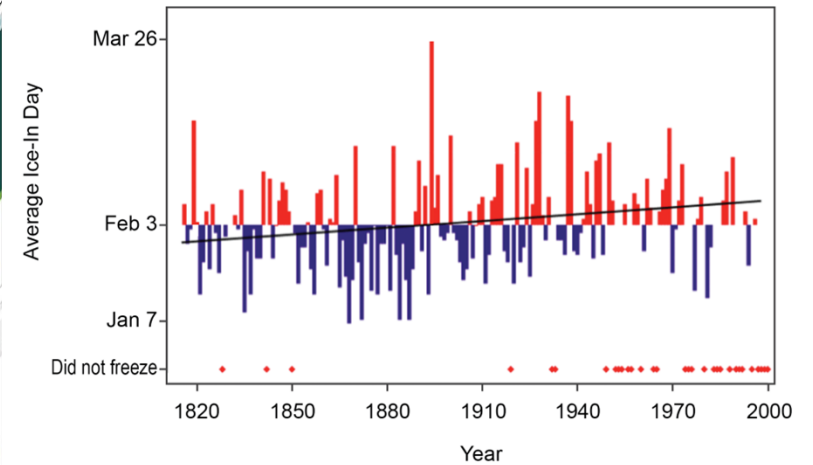 Average Ice-In Day
Mar 26
Feb 3
Jan 7
Did not freeze
1820 1850 1880 1910 1940 1970 2000
Year